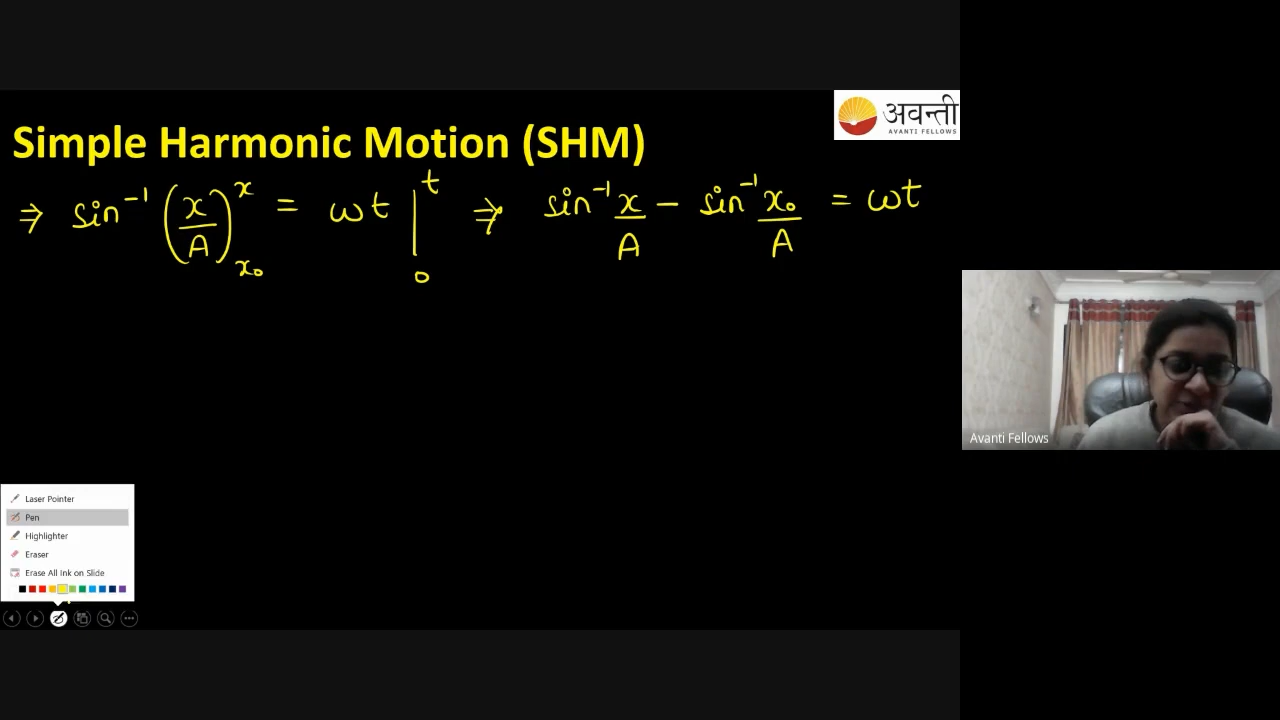 अवन्ती
AVANTI FELLOWS
Simple Harmonic Motion (SHM)
⇒ sin⁻¹ (x/A)ₓ₀ˣ = ωt |₀ᵗ ⇒ sin⁻¹ x/A − sin⁻¹ x₀/A = ωt
Avanti Fellows
Laser Pointer
Pen
Highlighter
Eraser
Erase All Ink on Slide